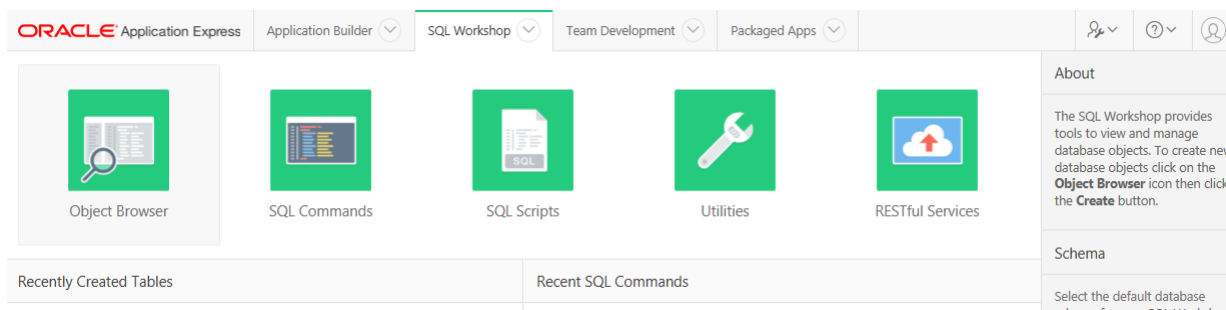 ORACLE Application Express Application Builder SQL Workshop Team Development Packaged Apps
Object Browser SQL Commands SQL Scripts Utilities RESTful Services
SQL
Recently Created Tables Recent SQL Commands
About
The SQL Workshop provides
tools to view and manage
database objects. To create new
database objects click on the
Object Browser icon then click
the Create button.
Schema
Select the default database